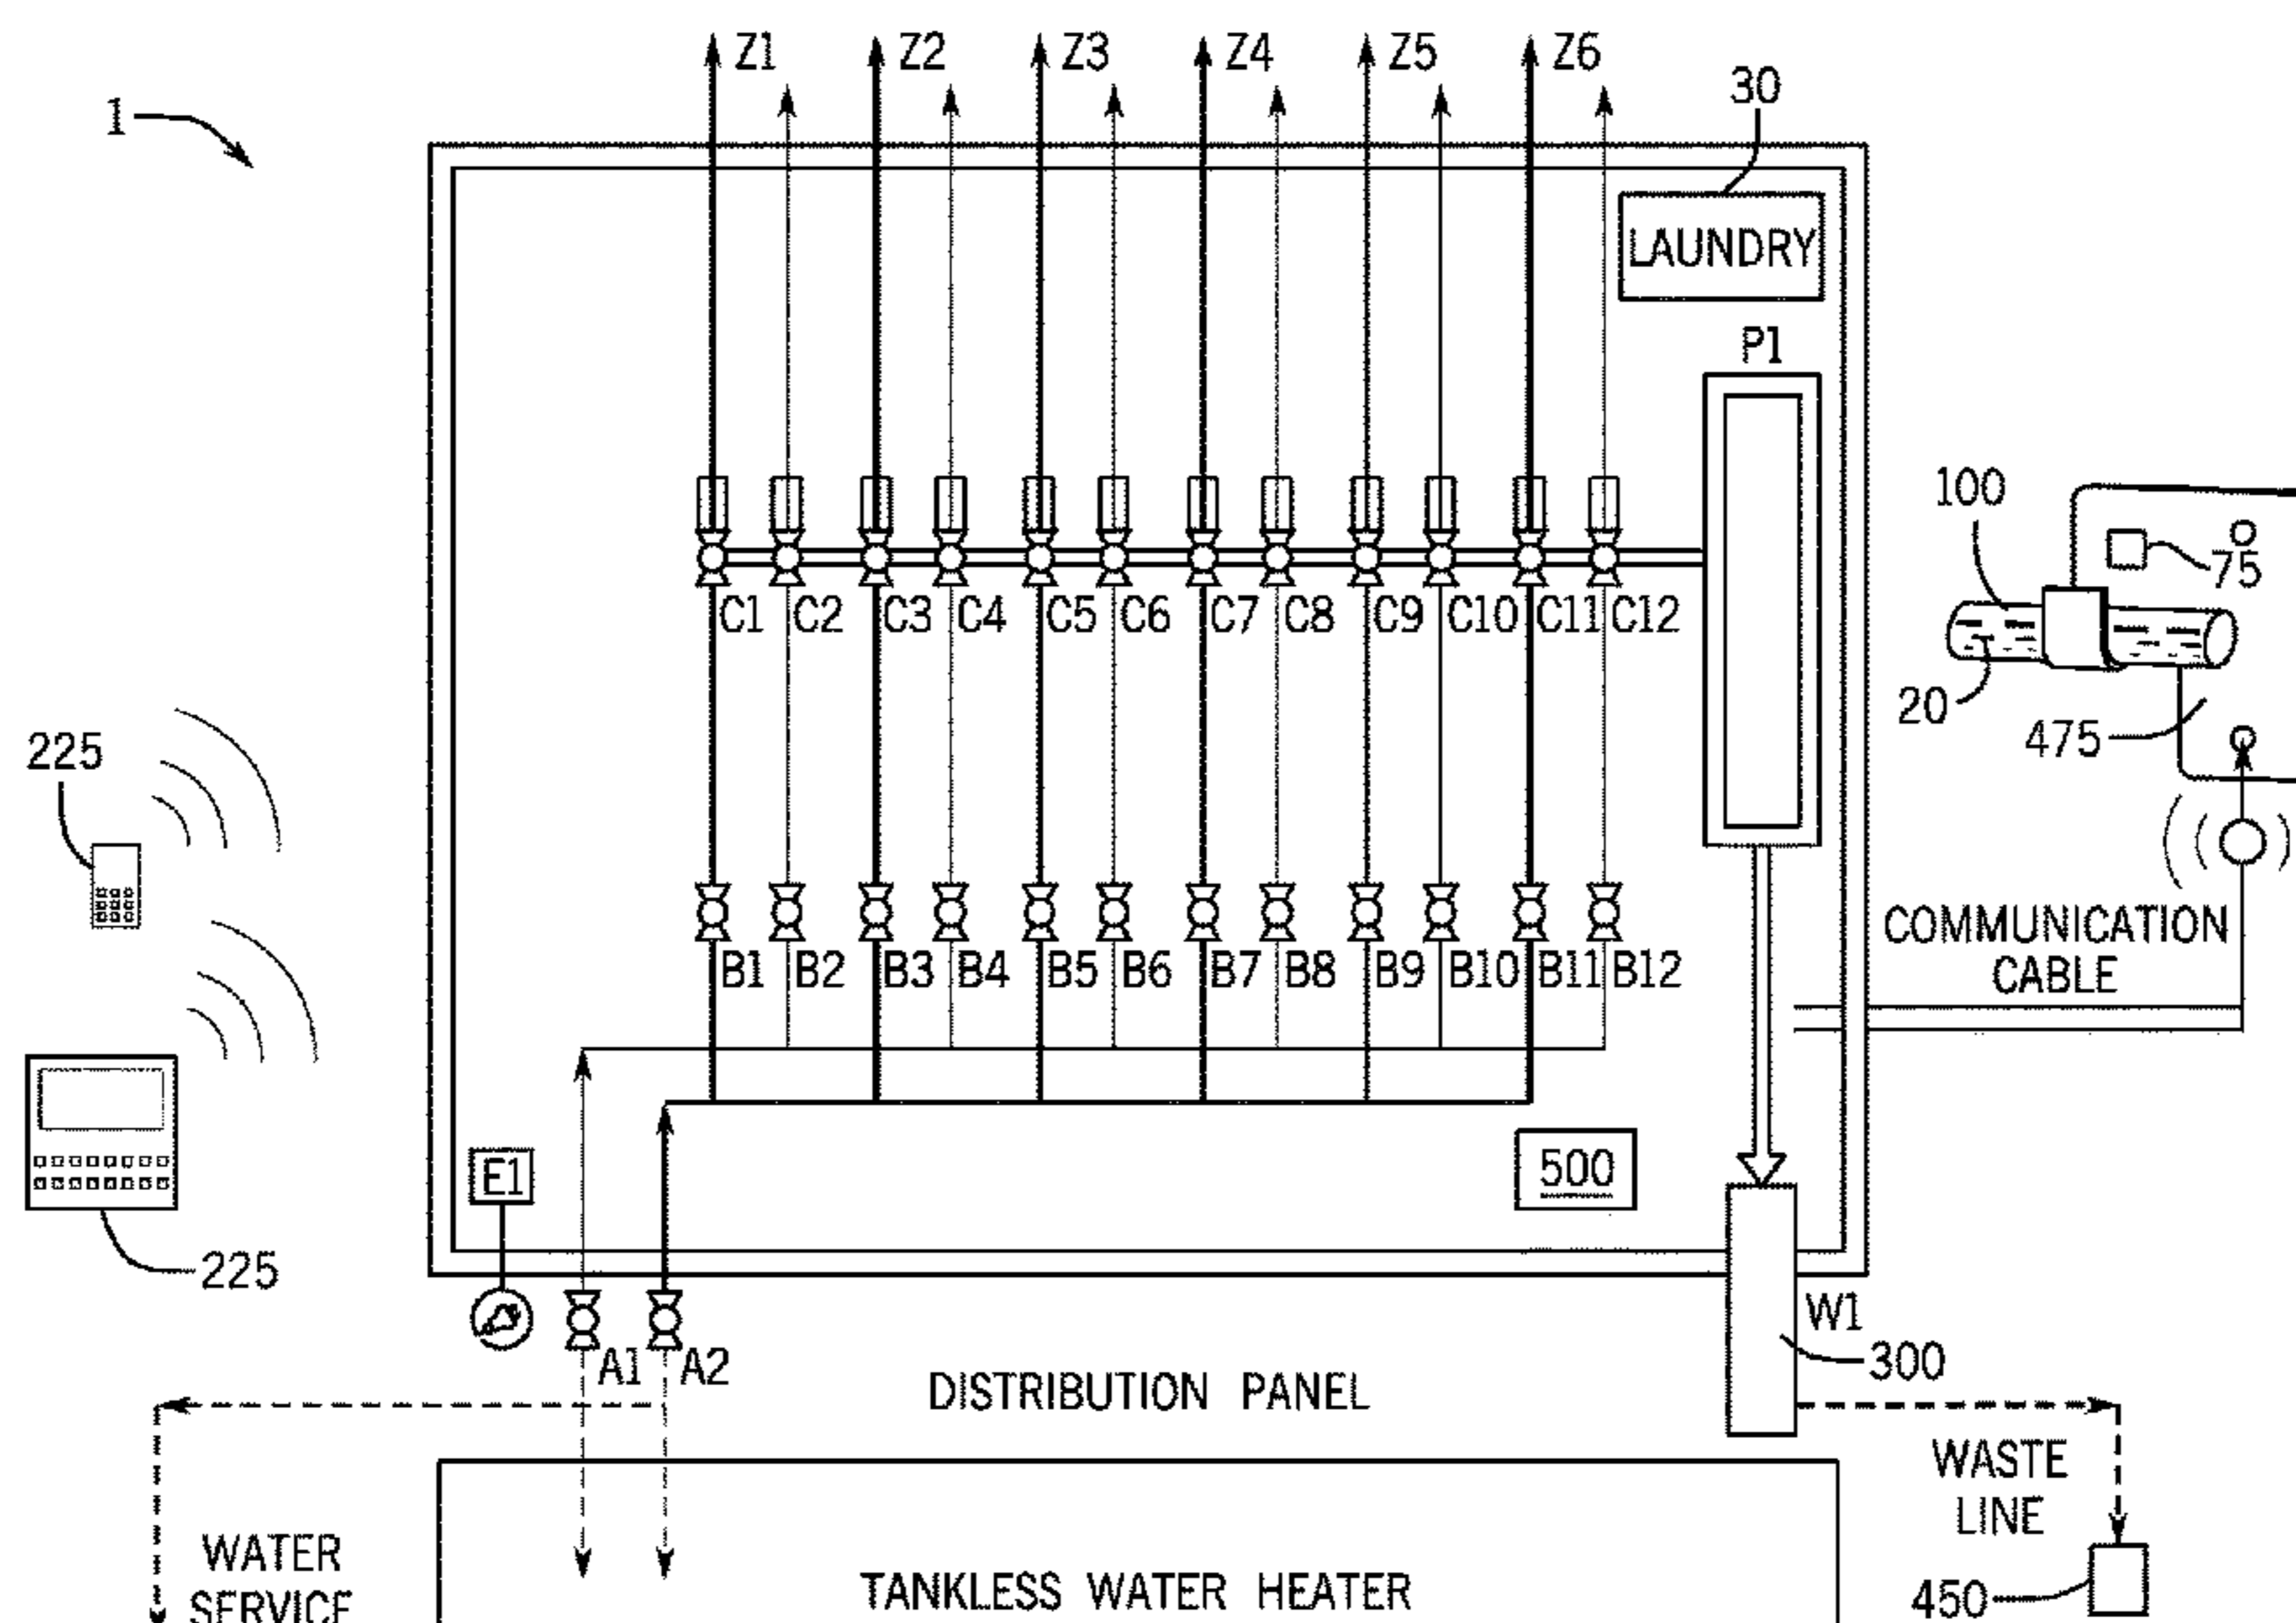 Z1 Z2 Z3 Z4 Z5 Z6
30
1
LAUNDRY
P1
100
75
C1 C2 C3 C4 C5 C6 C7 C8 C9 C10 C11 C12
20
475
225
COMMUNICATION
CABLE
B1 B2 B3 B4 B5 B6 B7 B8 B9 B10 B11 B12
E1
500
225
W1
300
A1 A2
DISTRIBUTION PANEL
WASTE
LINE
WATER
SERVICE
TANKLESS WATER HEATER
450